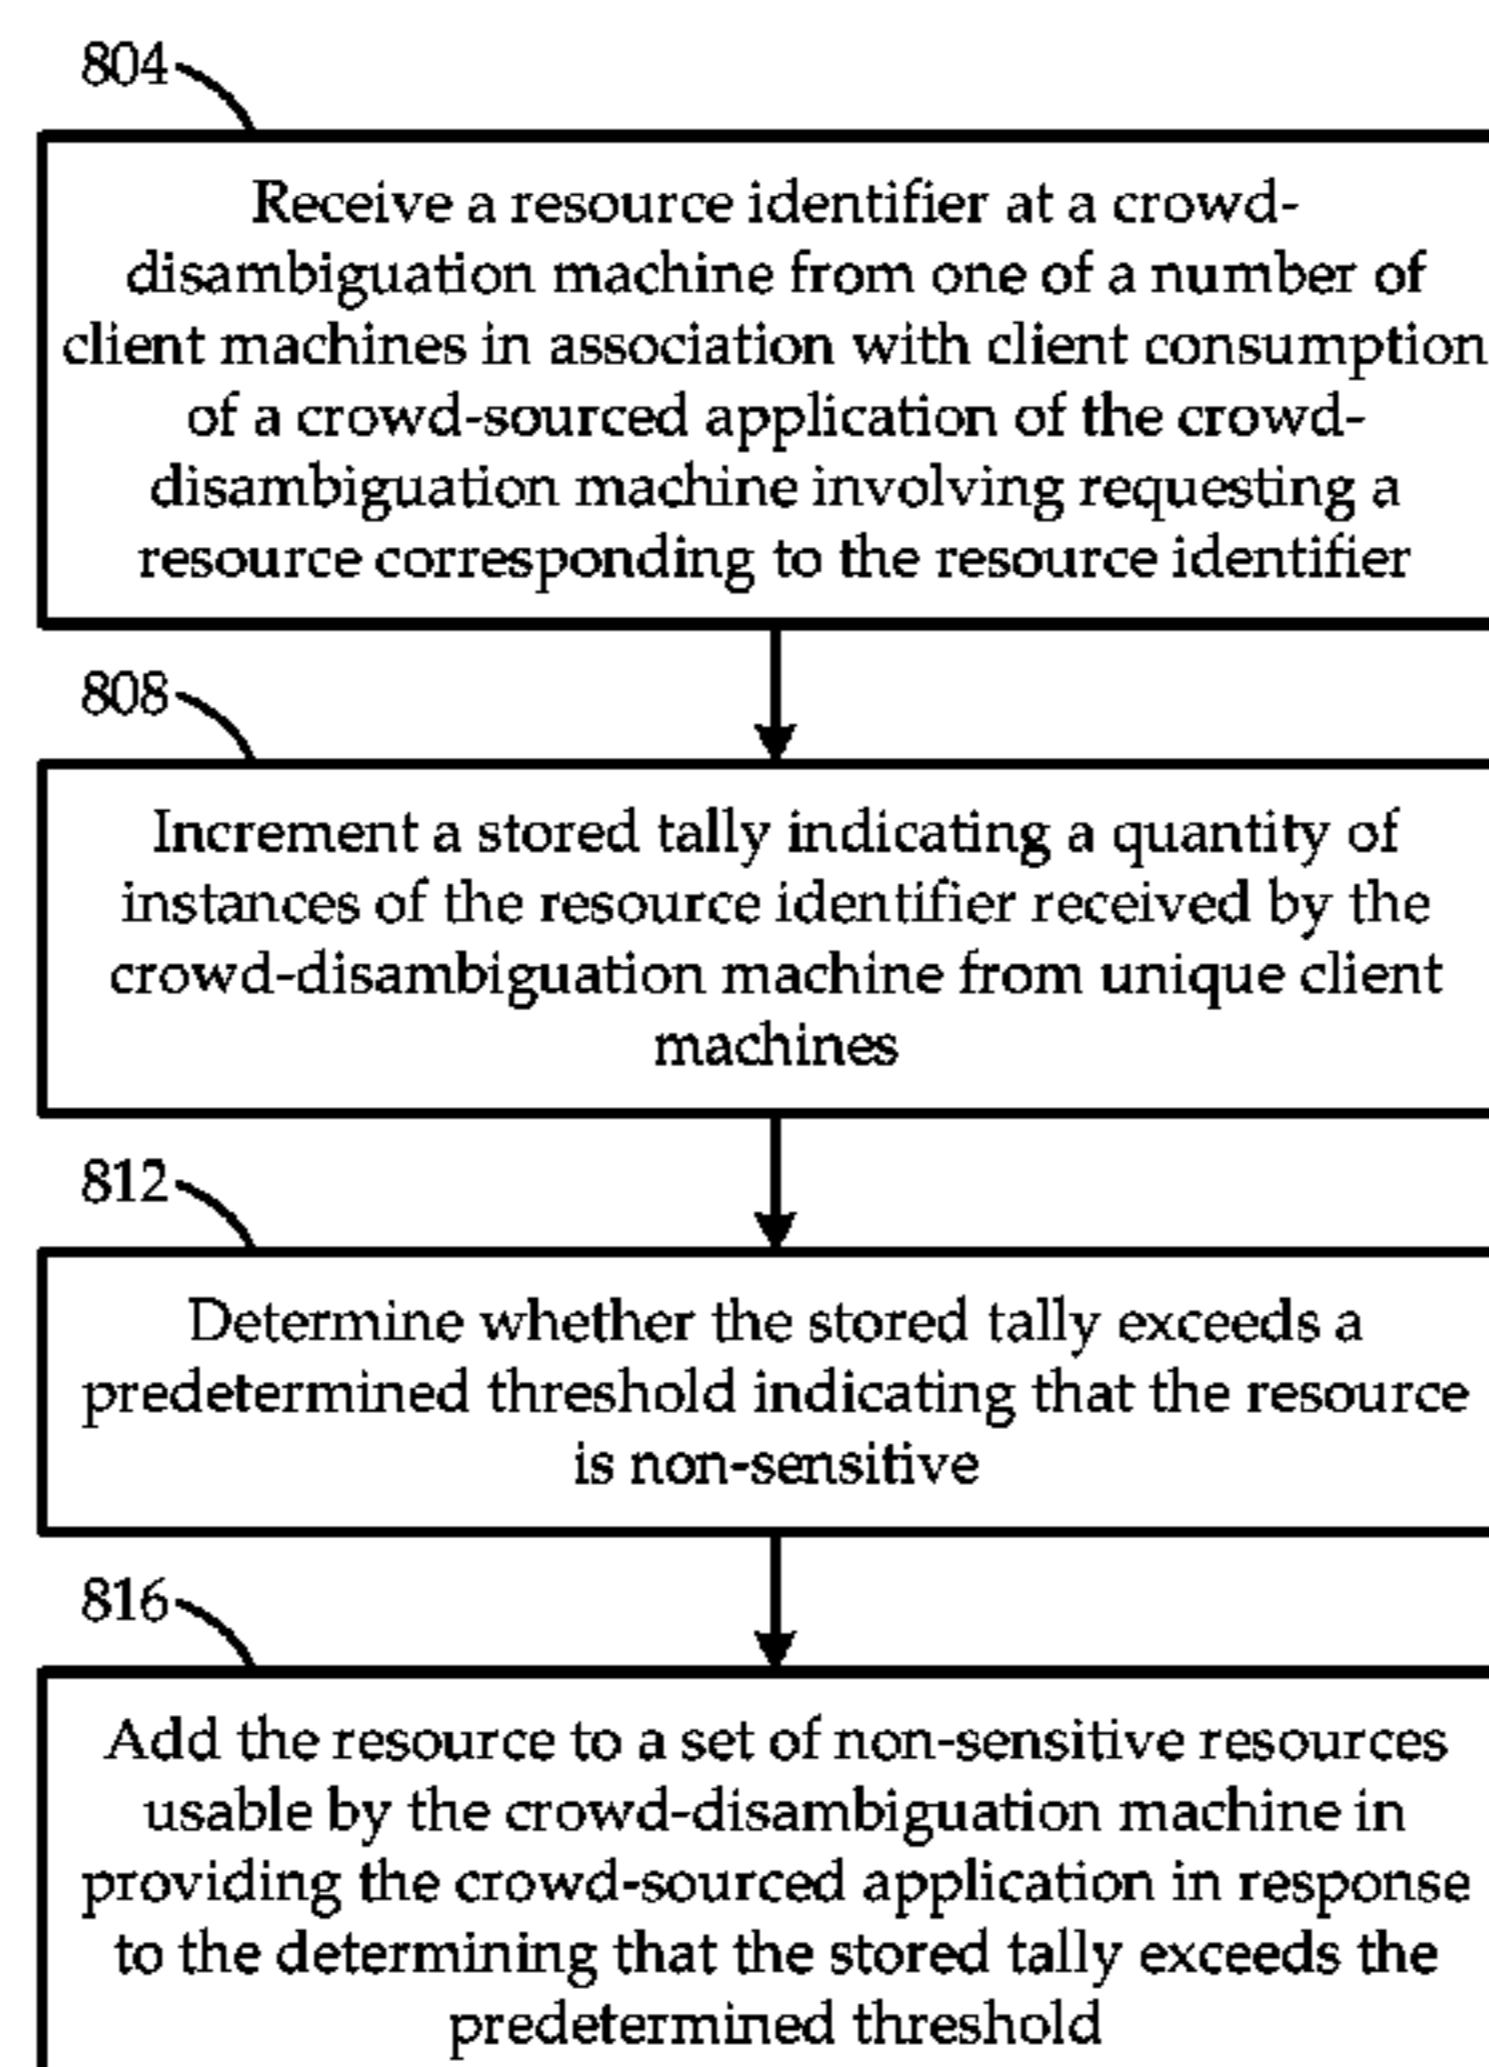 804
Receive a resource identifier at a crowd-
disambiguation machine from one of a number of
client machines in association with client consumption
of a crowd-sourced application of the crowd-
disambiguation machine involving requesting a
resource corresponding to the resource identifier
808
Increment a stored tally indicating a quantity of
instances of the resource identifier received by the
crowd-disambiguation machine from unique client
machines
812
Determine whether the stored tally exceeds a
predetermined threshold indicating that the resource
is non-sensitive
816
Add the resource to a set of non-sensitive resources
usable by the crowd-disambiguation machine in
providing the crowd-sourced application in response
to the determining that the stored tally exceeds the
predetermined threshold